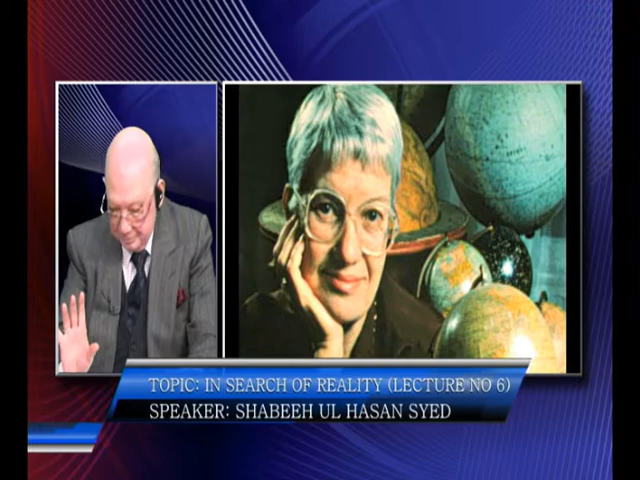 TOPIC: IN SEARCH OF REALITY (LECTURE NO 6)
SPEAKER: SHABEEH UL HASAN SYED